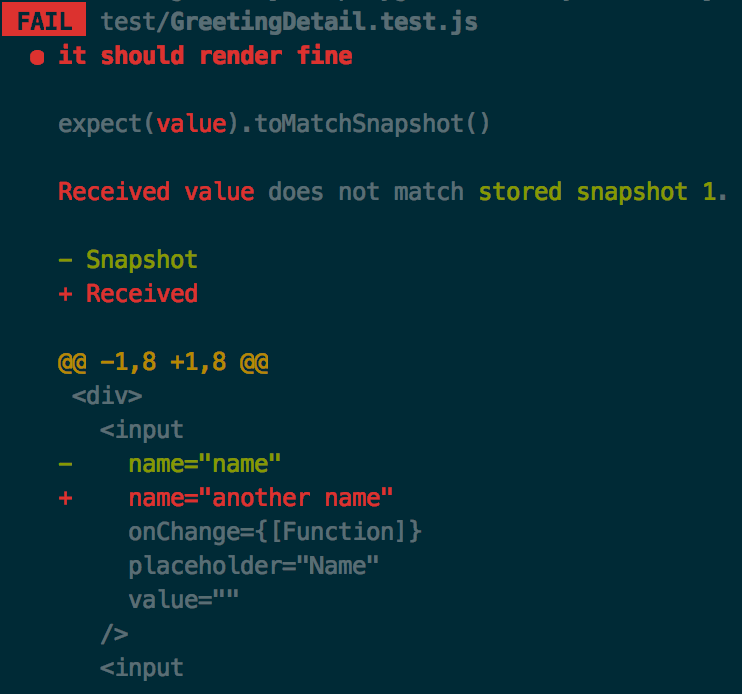 FAIL test/GreetingDetail.test.js
● it should render fine
expect(value).toMatchSnapshot()
Received value does not match stored snapshot 1.
- Snapshot
+ Received
@@ -1,8 +1,8 @@
<div>
<input
- name="name"
+ name="another name"
onChange={[Function]}
placeholder="Name"
value=""
/>
<input